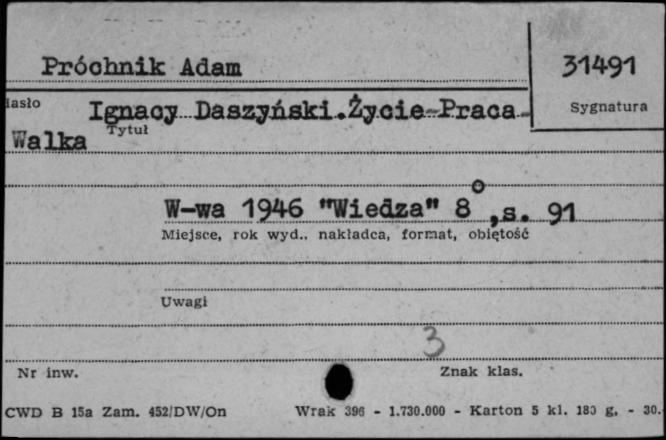 Próchnik Adam
31491
Hasło
Ignacy Daszyński.Życie-Praca-
Sygnatura
Tytuł
Walka
W-wa 1946 "Wiedza" 8°,s. 91
Miejsce, rok wyd., nakładca, format, objętość
Uwagi
3
Nr inw.
Znak klas.
CWD B 15a Zam. 452/DW/On
Wrak 396 - 1.730.000 - Karton 5 kl. 180 g. - 30.